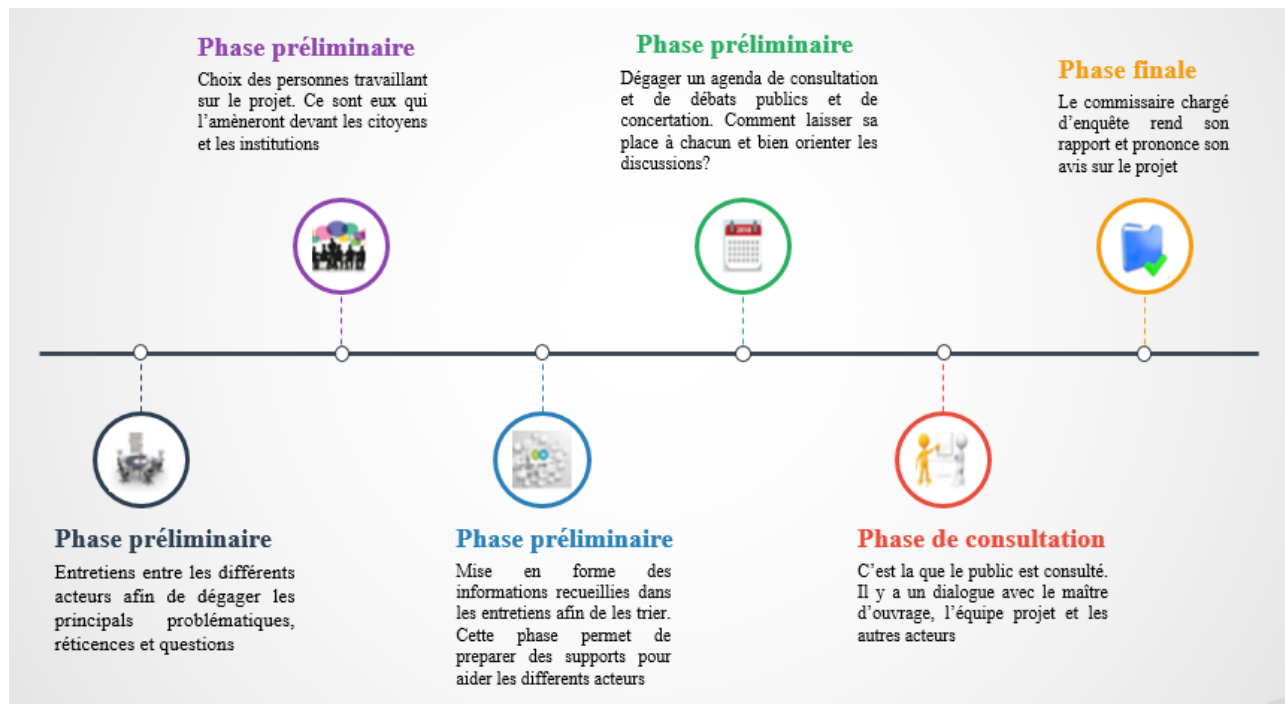 Phase préliminaire
Choix des personnes travaillant
sur le projet. Ce sont eux qui
l’amèneront devant les citoyens
et les institutions
Phase préliminaire
Dégager un agenda de consultation
et de débats publics et de
concertation. Comment laisser sa
place à chacun et bien orienter les
discussions?
Phase finale
Le commissaire chargé
d’enquête rend son
rapport et prononce son
avis sur le projet
Phase préliminaire
Entretiens entre les différents
acteurs afin de dégager les
principals problématiques,
réticences et questions
Phase préliminaire
Mise en forme des
informations recueillies dans
les entretiens afin de les trier.
Cette phase permet de
preparer des supports pour
aider les differents acteurs
Phase de consultation
C’est la que le public est consulté.
Il y a un dialogue avec le maître
d’ouvrage, l’équipe projet et les
autres acteurs